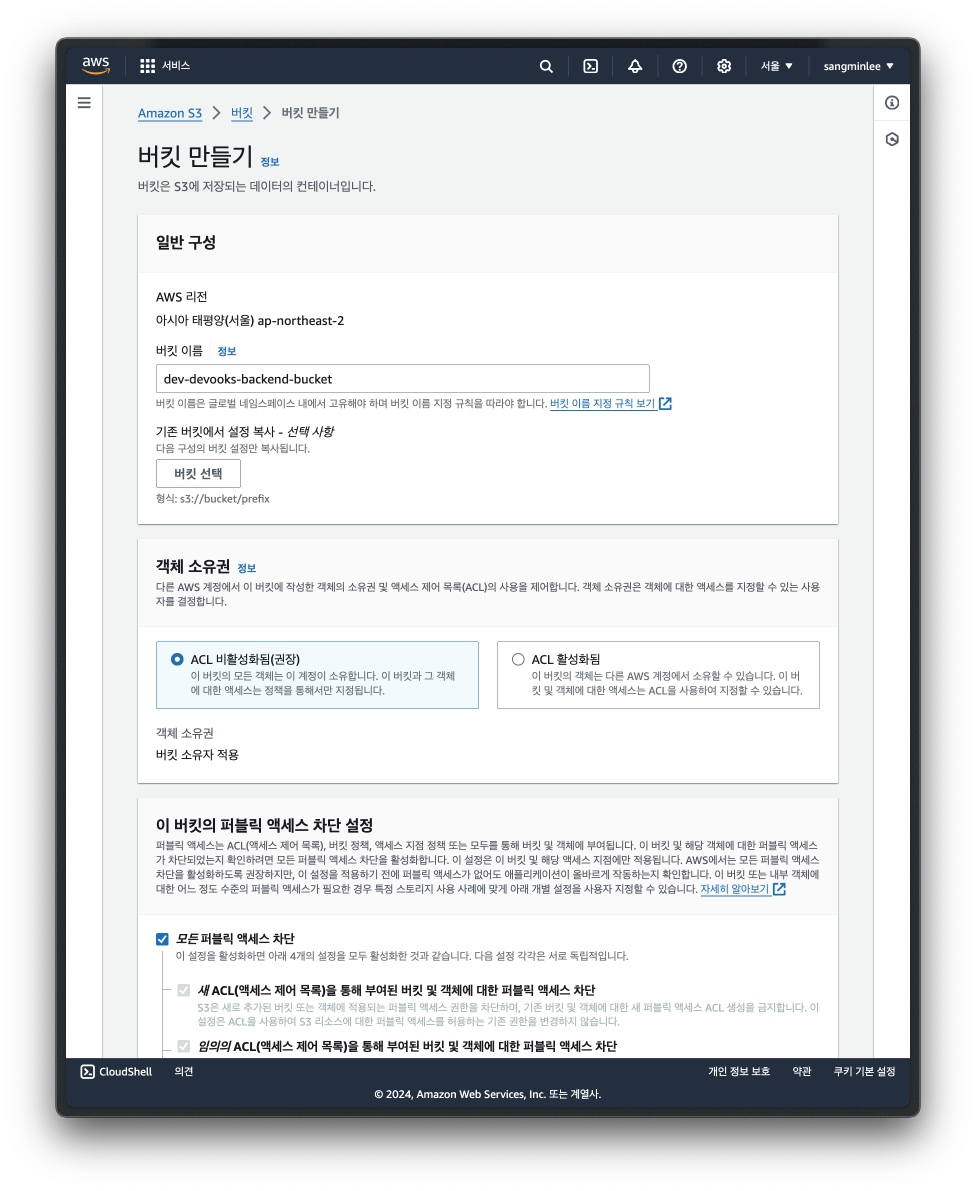 aws
서비스
서울 ▼
sangminlee ▼
Amazon S3 > 버킷 > 버킷 만들기
버킷 만들기 정보
버킷은 S3에 저장되는 데이터의 컨테이너입니다.
일반 구성
AWS 리전
아시아 태평양(서울) ap-northeast-2
버킷 이름 정보
dev-devooks-backend-bucket
버킷 이름은 글로벌 네임스페이스 내에서 고유해야 하며 버킷 이름 지정 규칙을 따라야 합니다. 버킷 이름 지정 규칙 보기
기존 버킷에서 설정 복사 - 선택 사항
다음 구성의 버킷 설정만 복사됩니다.
버킷 선택
형식: s3://bucket/prefix
객체 소유권 정보
다른 AWS 계정에서 이 버킷에 작성한 객체의 소유권 및 액세스 제어 목록(ACL)의 사용을 제어합니다. 객체 소유권은 객체에 대한 액세스를 지정할 수 있는 사용
자를 결정합니다.
ACL 비활성화됨(권장)
이 버킷의 모든 객체는 이 계정이 소유합니다. 이 버킷과 그 객체
에 대한 액세스는 정책을 통해서만 지정됩니다.
ACL 활성화됨
이 버킷의 객체는 다른 AWS 계정에서 소유할 수 있습니다. 이 버
킷 및 객체에 대한 액세스는 ACL을 사용하여 지정할 수 있습니다.
객체 소유권
버킷 소유자 적용
이 버킷의 퍼블릭 액세스 차단 설정
퍼블릭 액세스는 ACL(액세스 제어 목록), 버킷 정책, 액세스 지점 정책 또는 모두를 통해 버킷 및 객체에 부여됩니다. 이 버킷 및 해당 객체에 대한 퍼블릭 액세스
가 차단되었는지 확인하려면 모든 퍼블릭 액세스 차단을 활성화합니다. 이 설정은 이 버킷 및 해당 액세스 지점에만 적용됩니다. AWS에서는 모든 퍼블릭 액세스
차단을 활성화하도록 권장하지만, 이 설정을 적용하기 전에 퍼블릭 액세스가 없어도 애플리케이션이 올바르게 작동하는지 확인합니다. 이 버킷 또는 내부 객체에
대한 어느 정도 수준의 퍼블릭 액세스가 필요한 경우 특정 스토리지 사용 사례에 맞게 아래 개별 설정을 사용자 지정할 수 있습니다. 자세히 알아보기
모든 퍼블릭 액세스 차단
이 설정을 활성화하면 아래 4개의 설정을 모두 활성화한 것과 같습니다. 다음 설정 각각은 서로 독립적입니다.
새 ACL(액세스 제어 목록)을 통해 부여된 버킷 및 객체에 대한 퍼블릭 액세스 차단
S3은 새로 추가된 버킷 또는 객체에 적용되는 퍼블릭 액세스 권한을 차단하며, 기존 버킷 및 객체에 대한 새 퍼블릭 액세스 ACL 생성을 금지합니다. 이
설정은 ACL을 사용하여 S3 리소스에 대한 퍼블릭 액세스를 허용하는 기존 권한을 변경하지 않습니다.
임의의 ACL(액세스 제어 목록)을 통해 부여된 버킷 및 객체에 대한 퍼블릭 액세스 차단
CloudShell
의견
개인 정보 보호
약관
쿠키 기본 설정
© 2024, Amazon Web Services, Inc. 또는 계열사.